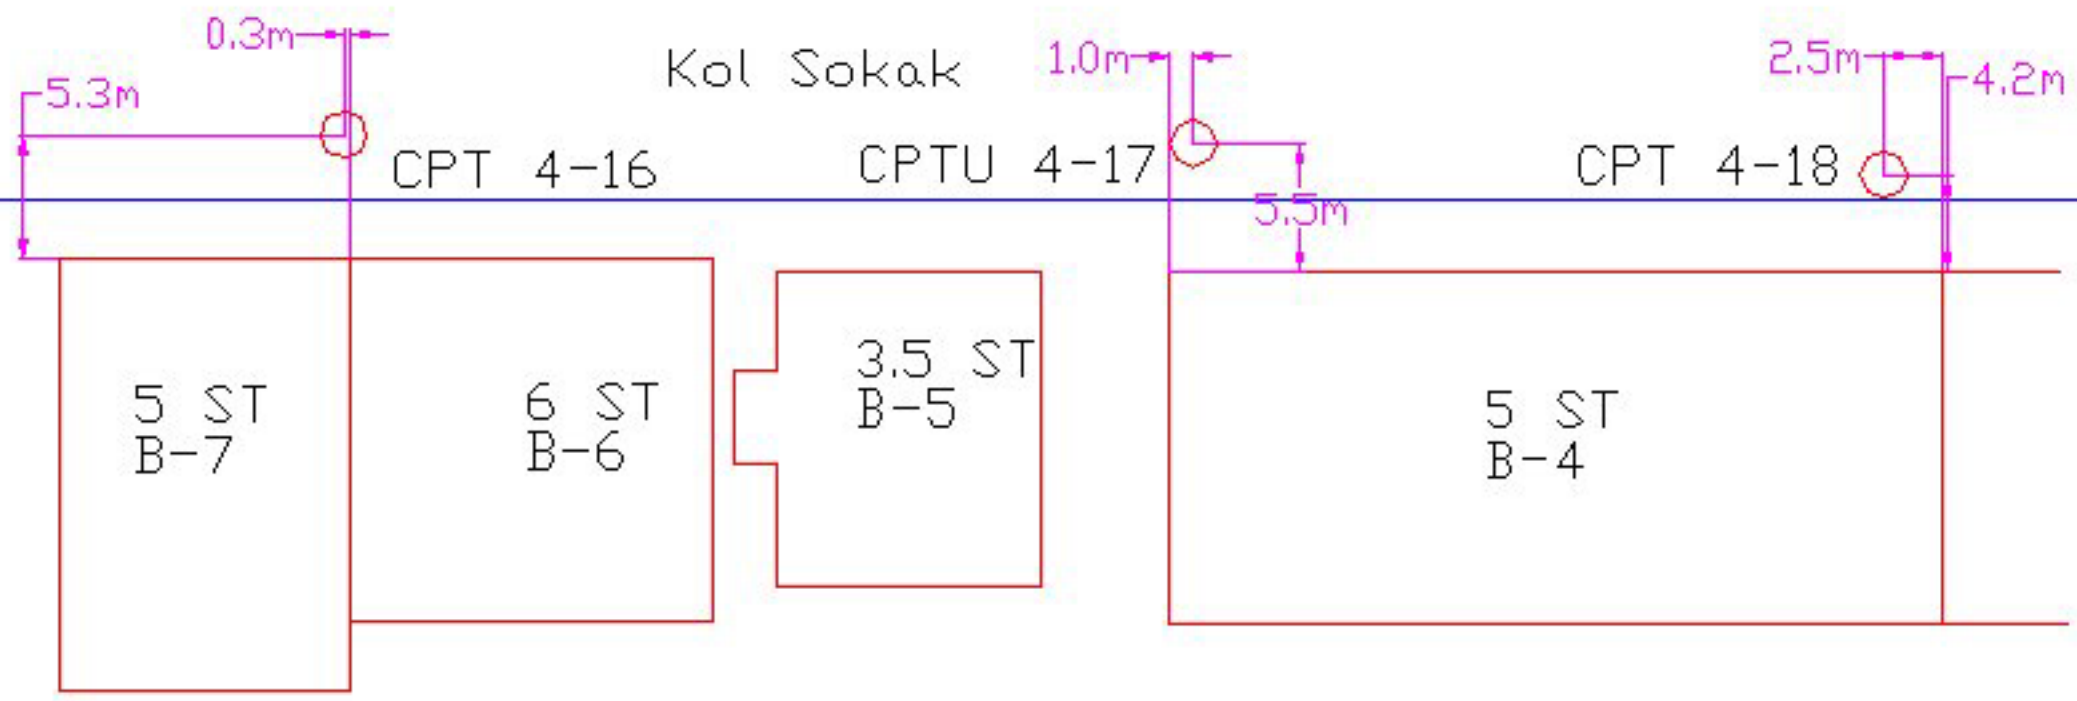 0.3m
Kol Sokak
1.0m
2.5m
5.3m
4.2m
CPT 4-16
CPTU 4-17
CPT 4-18
5.5m
5 ST
B-7
6 ST
B-6
3.5 ST
B-5
5 ST
B-4